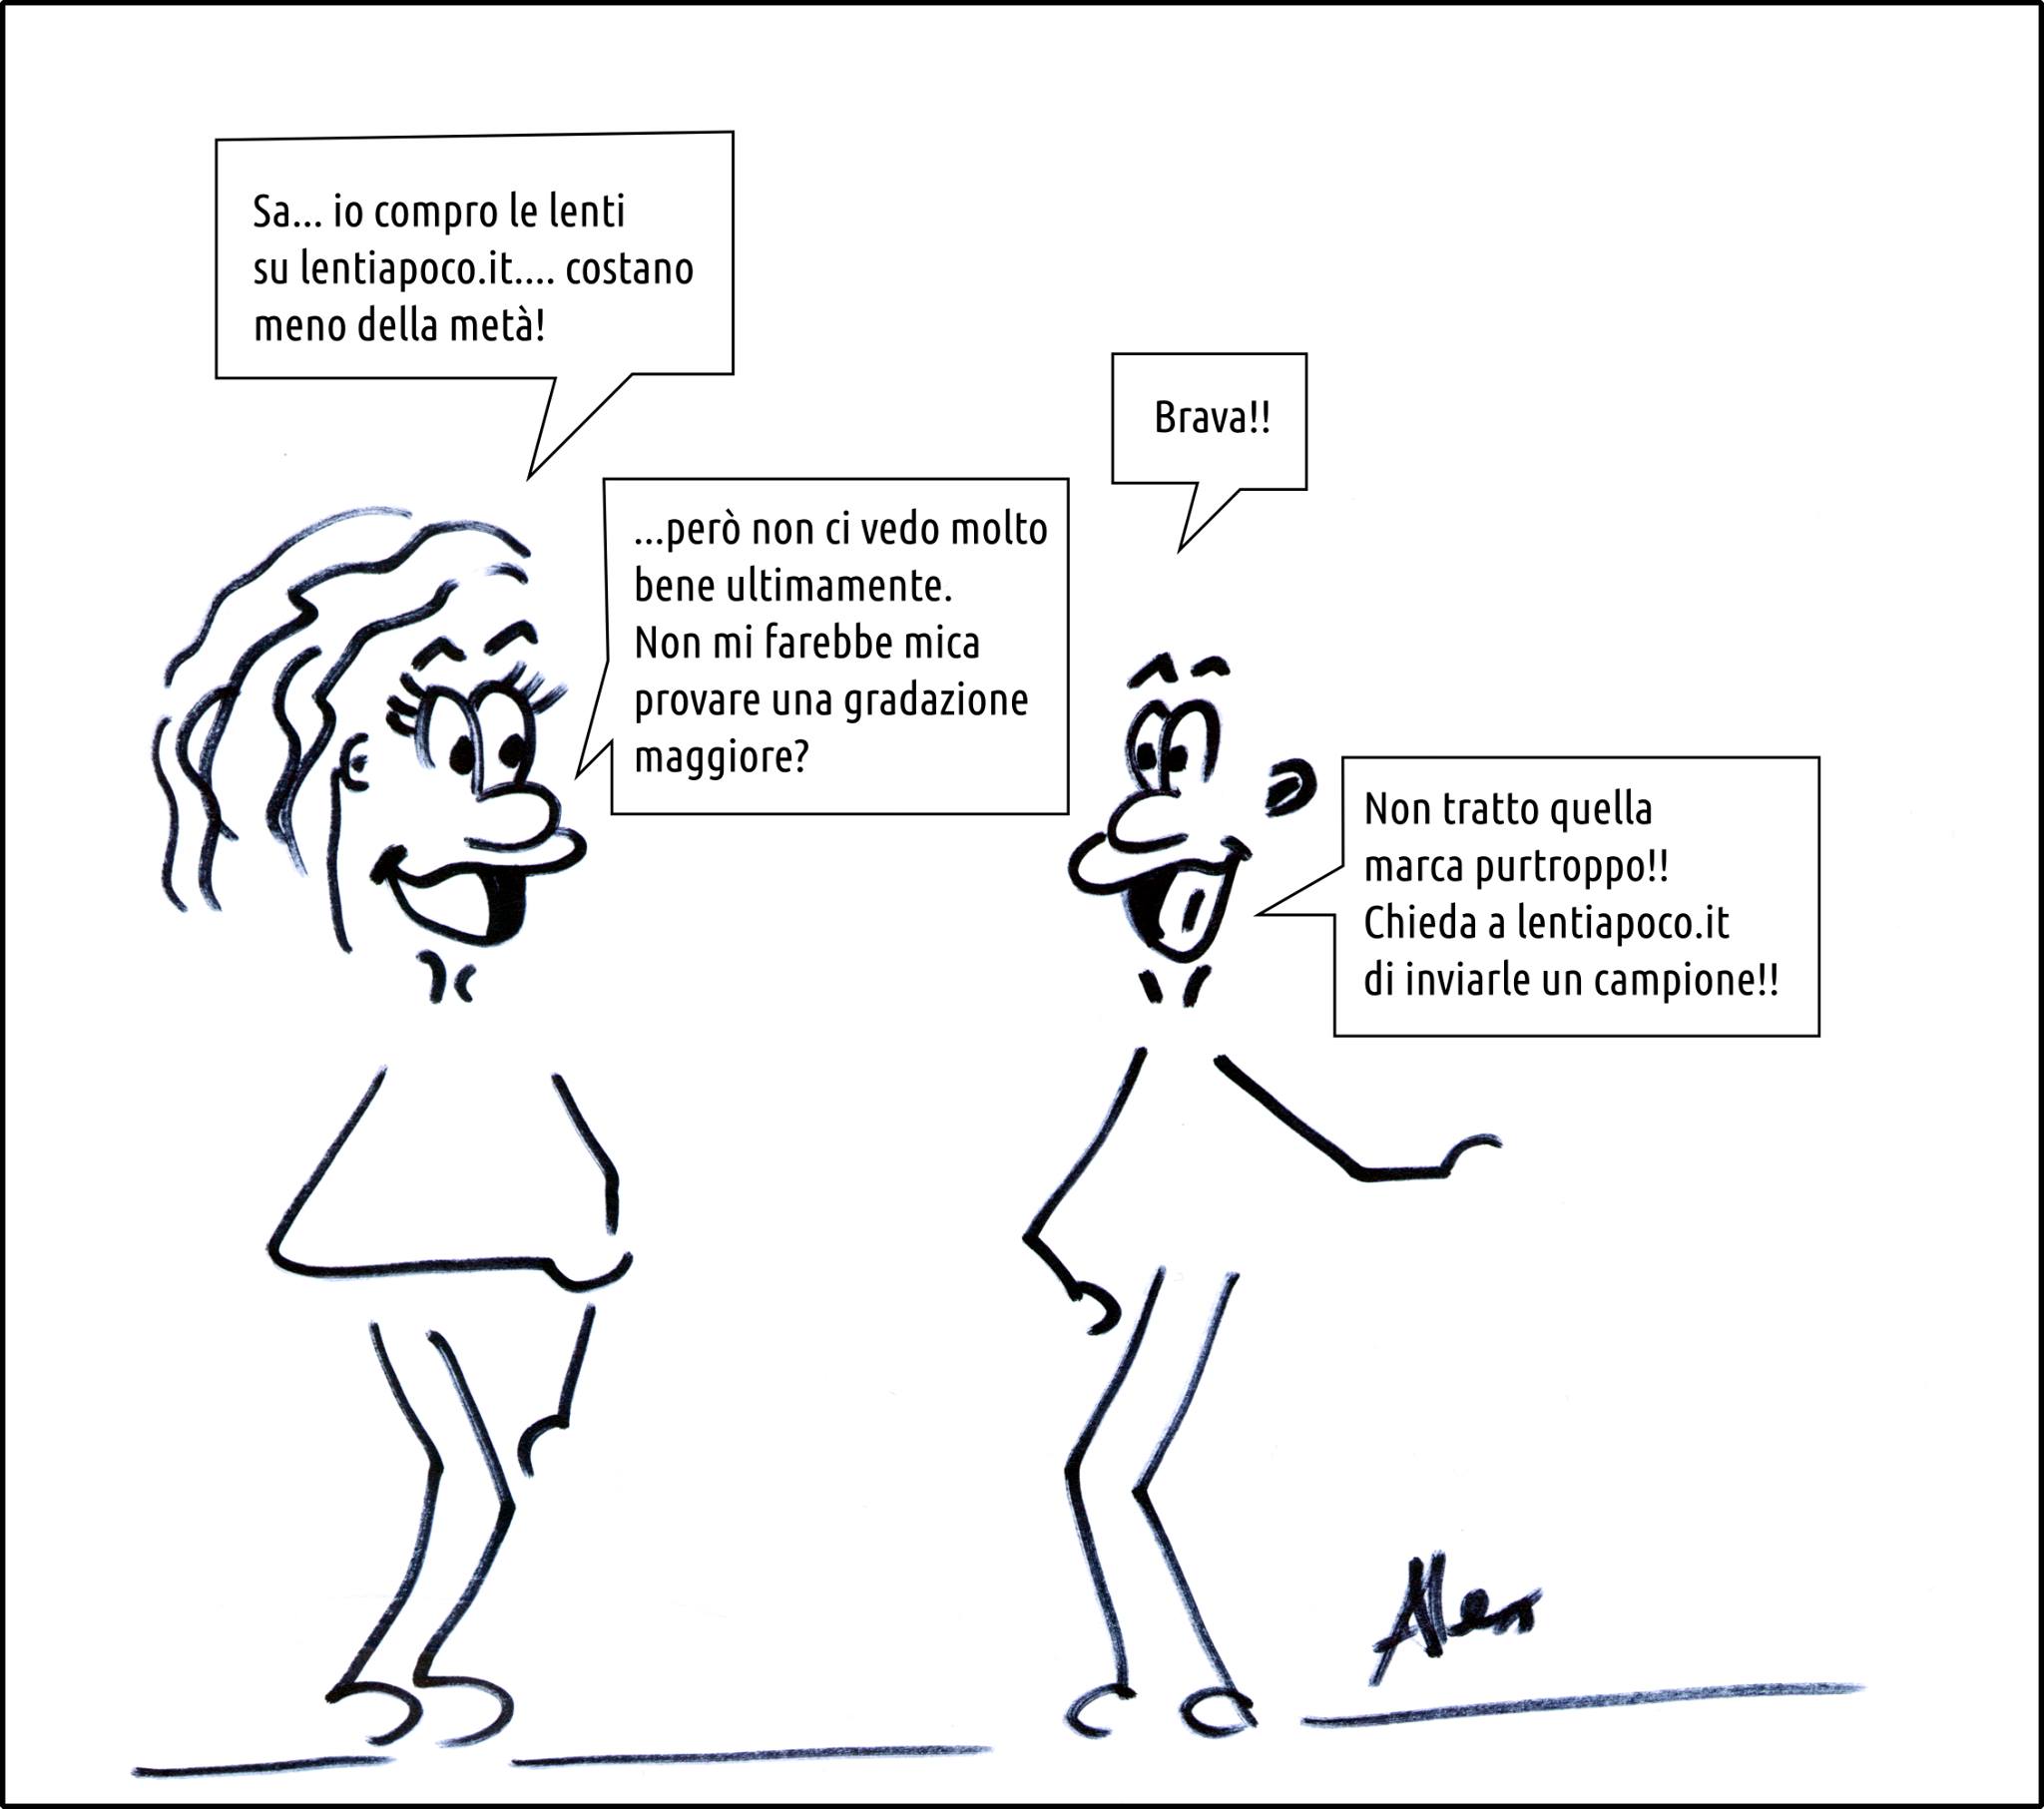 Sa... io compro le lenti
su lentiapoco.it.... costano
meno della metà!
Brava!!
...però non ci vedo molto
bene ultimamente.
Non mi farebbe mica
provare una gradazione
maggiore?
Non tratto quella
marca purtroppo!!
Chieda a lentiapoco.it
di inviarle un campione!!
Alex